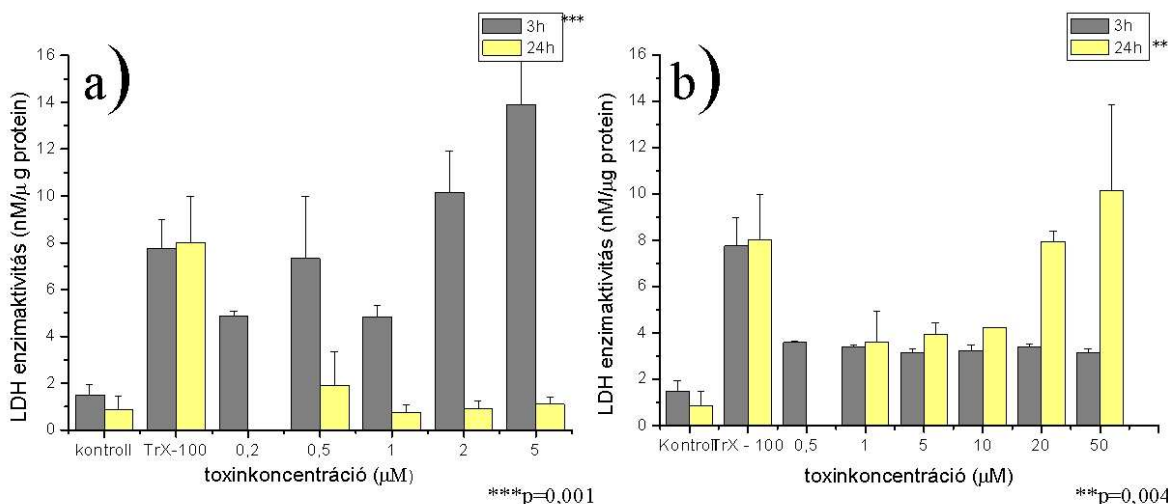 a)
3h ***
24h
LDH enzimaktivitás (nM/µ g protein)
16
14
12
10
8
6
4
2
0
kontroll TrX-100 0,2 0,5 1 2 5
toxinkoncentráció (µM)
***p=0,001
b)
3h
24h **
LDH enzimaktivitás (nM/µg protein)
16
14
12
10
8
6
4
2
0
Kontroll TrX - 100 0,5 1 5 10 20 50
toxinkoncentráció (µM)
**p=0,004